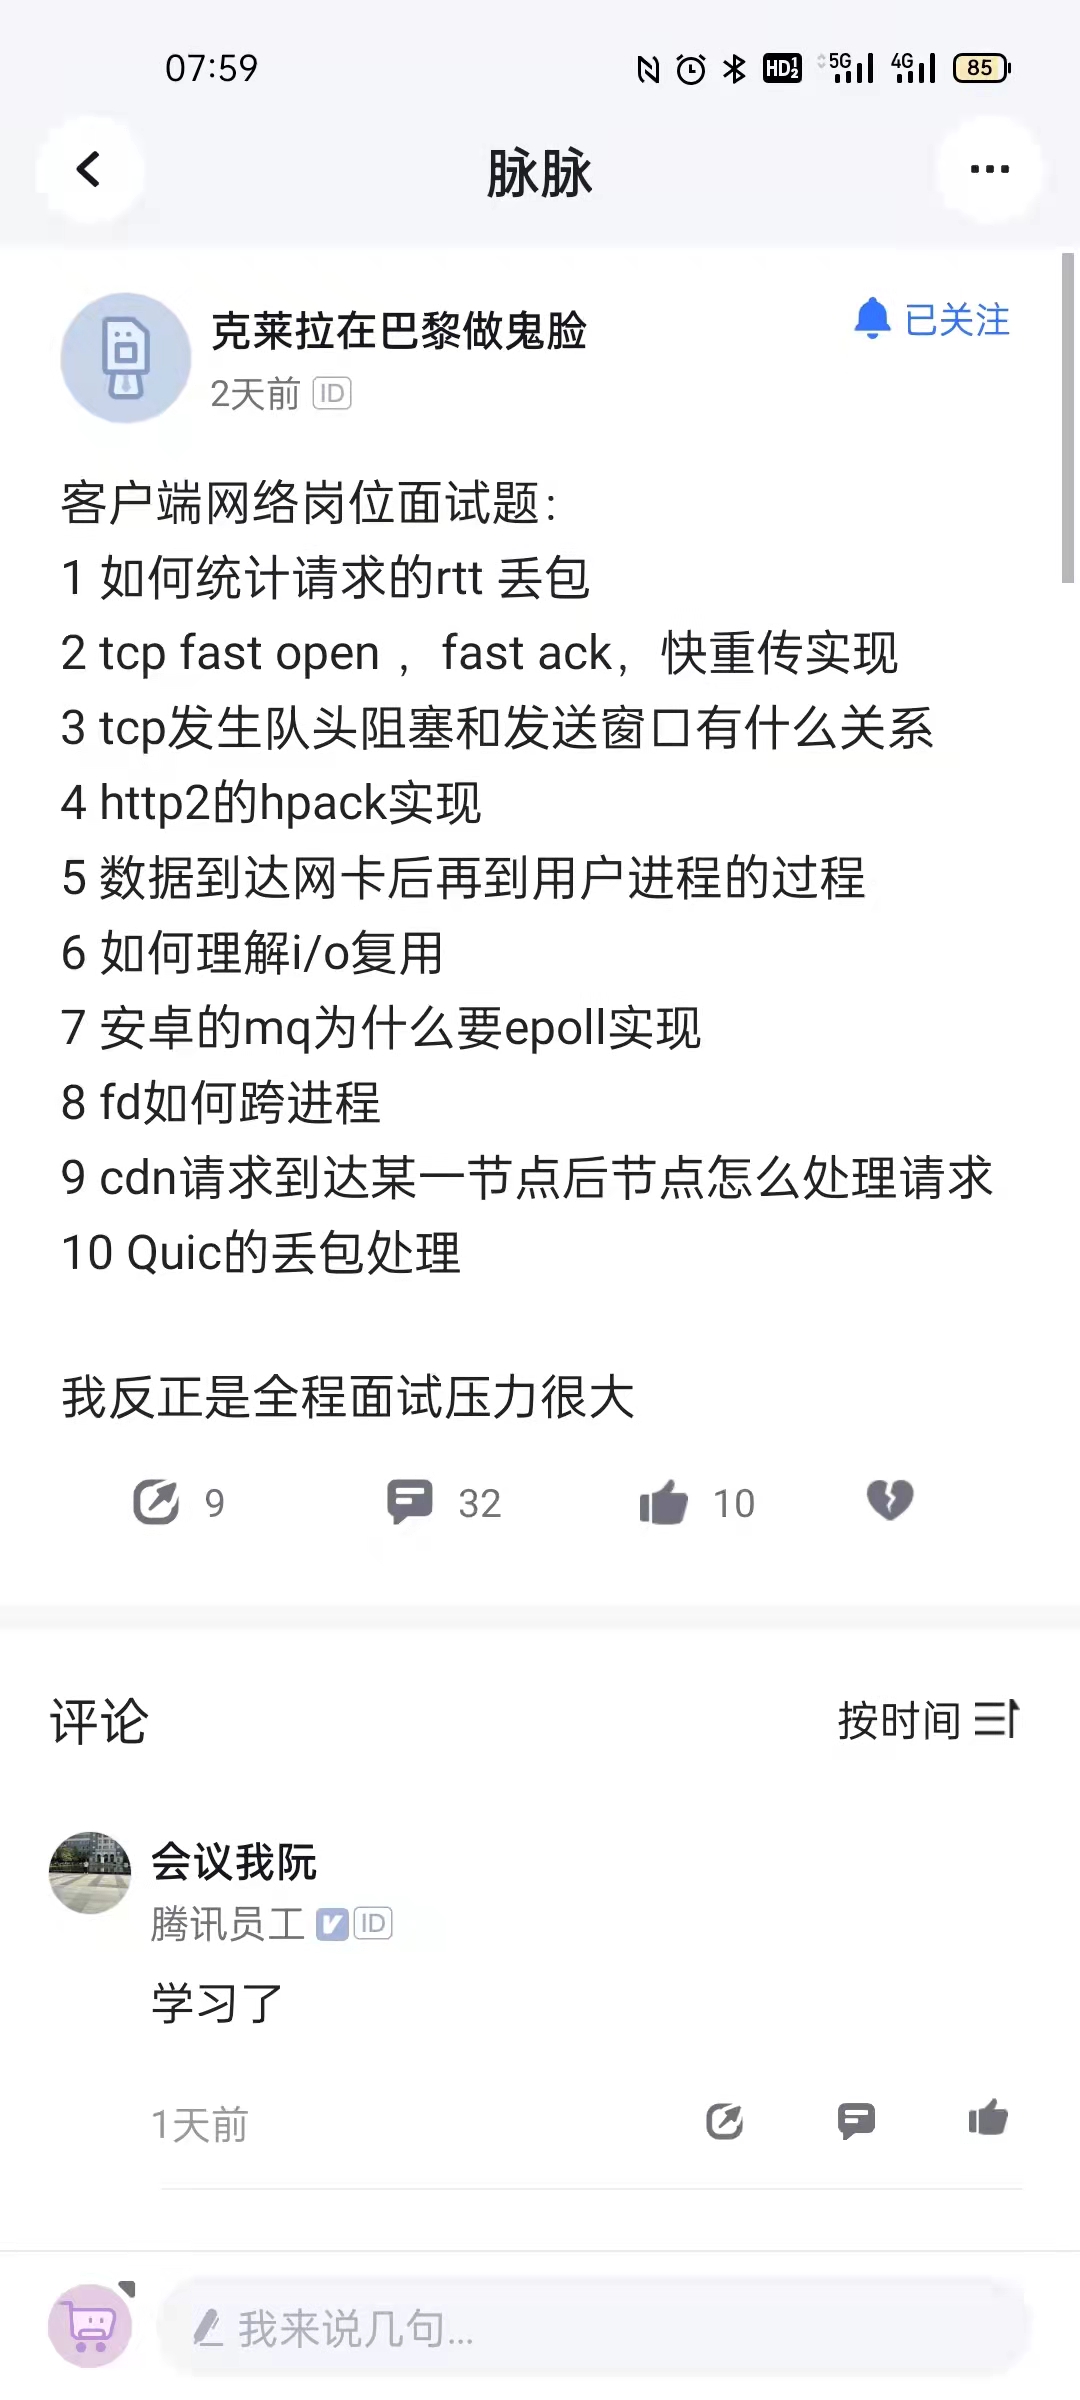 07:59
HD1 2 5G 4G 85
脉脉
克莱拉在巴黎做鬼脸
已关注
2天前 ID
客户端网络岗位面试题：
1 如何统计请求的rtt 丢包
2 tcp fast open ，fast ack，快重传实现
3 tcp发生队头阻塞和发送窗口有什么关系
4 http2的hpack实现
5 数据到达网卡后再到用户进程的过程
6 如何理解i/o复用
7 安卓的mq为什么要epoll实现
8 fd如何跨进程
9 cdn请求到达某一节点后节点怎么处理请求
10 Quic的丢包处理
我反正是全程面试压力很大
9 32 10
评论
按时间
会议我阮
腾讯员工 V ID
学习了
1天前
我来说几句...